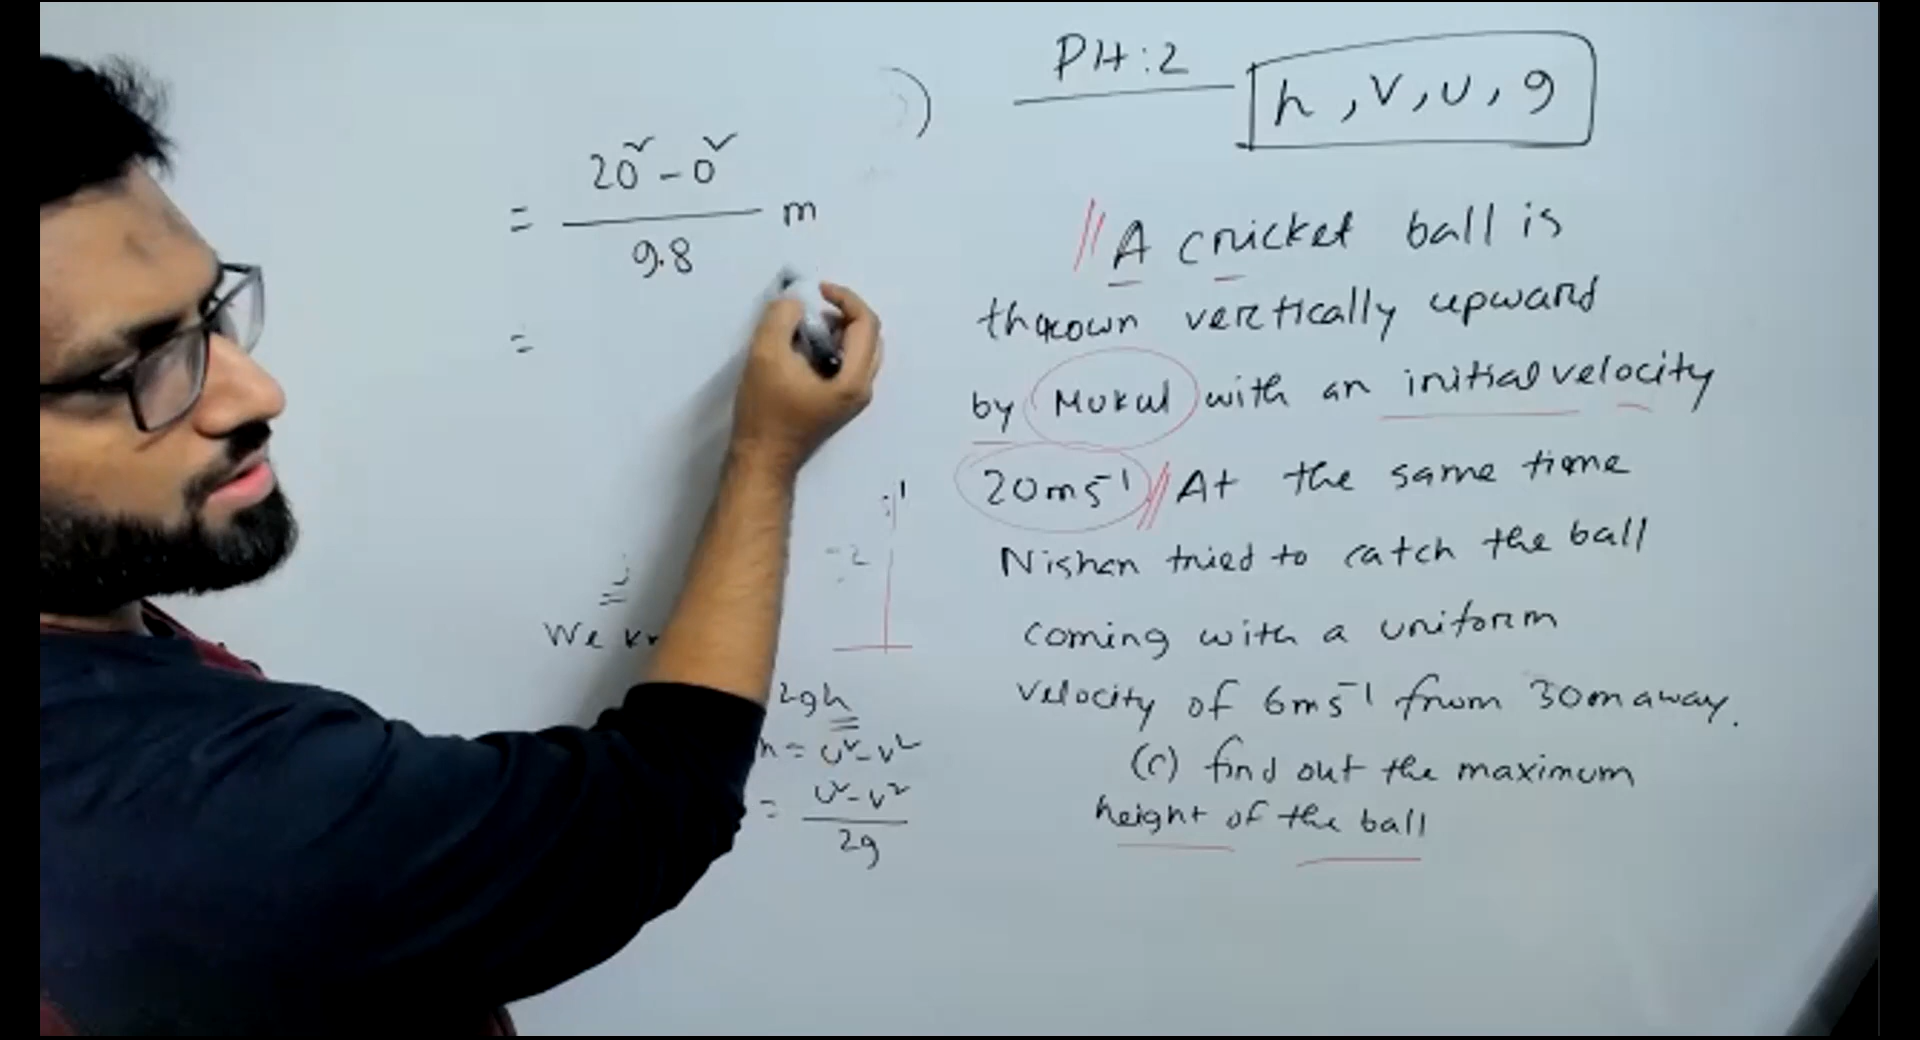 PH:2
h, v, u, g
= 20² - 0² / 9.8 m
=
We
2gh
h = u² - v²
= u² - v² / 2g
A cricket ball is
thrown vertically upward
by Mukul with an initial velocity
20ms⁻¹ At the same time
Nishan tried to catch the ball
coming with a uniform
velocity of 6ms⁻¹ from 30m away.
(c) find out the maximum
height of the ball